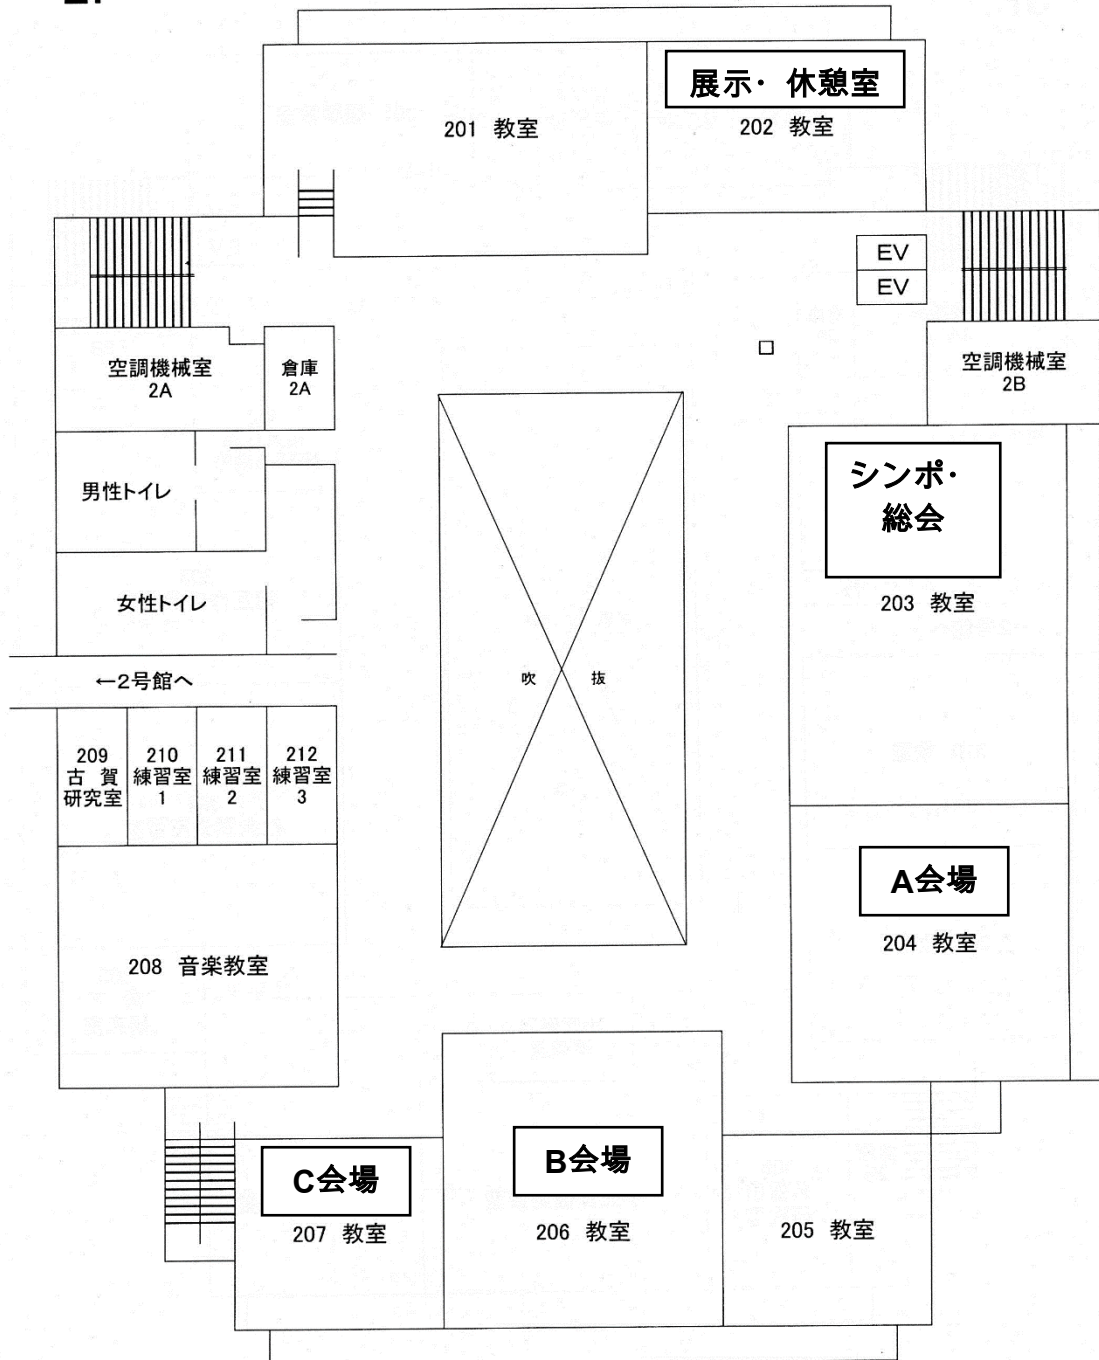 展示・休憩室
201 教室
202 教室
EV
EV
空調機械室
2A
倉庫
2A
空調機械室
2B
シンポ・
総会
203 教室
男性トイレ
女性トイレ
←2号館へ
吹 抜
209
古 賀
研究室
210
練習室
1
211
練習室
2
212
練習室
3
A会場
204 教室
208 音楽教室
B会場
C会場
207 教室
206 教室
205 教室